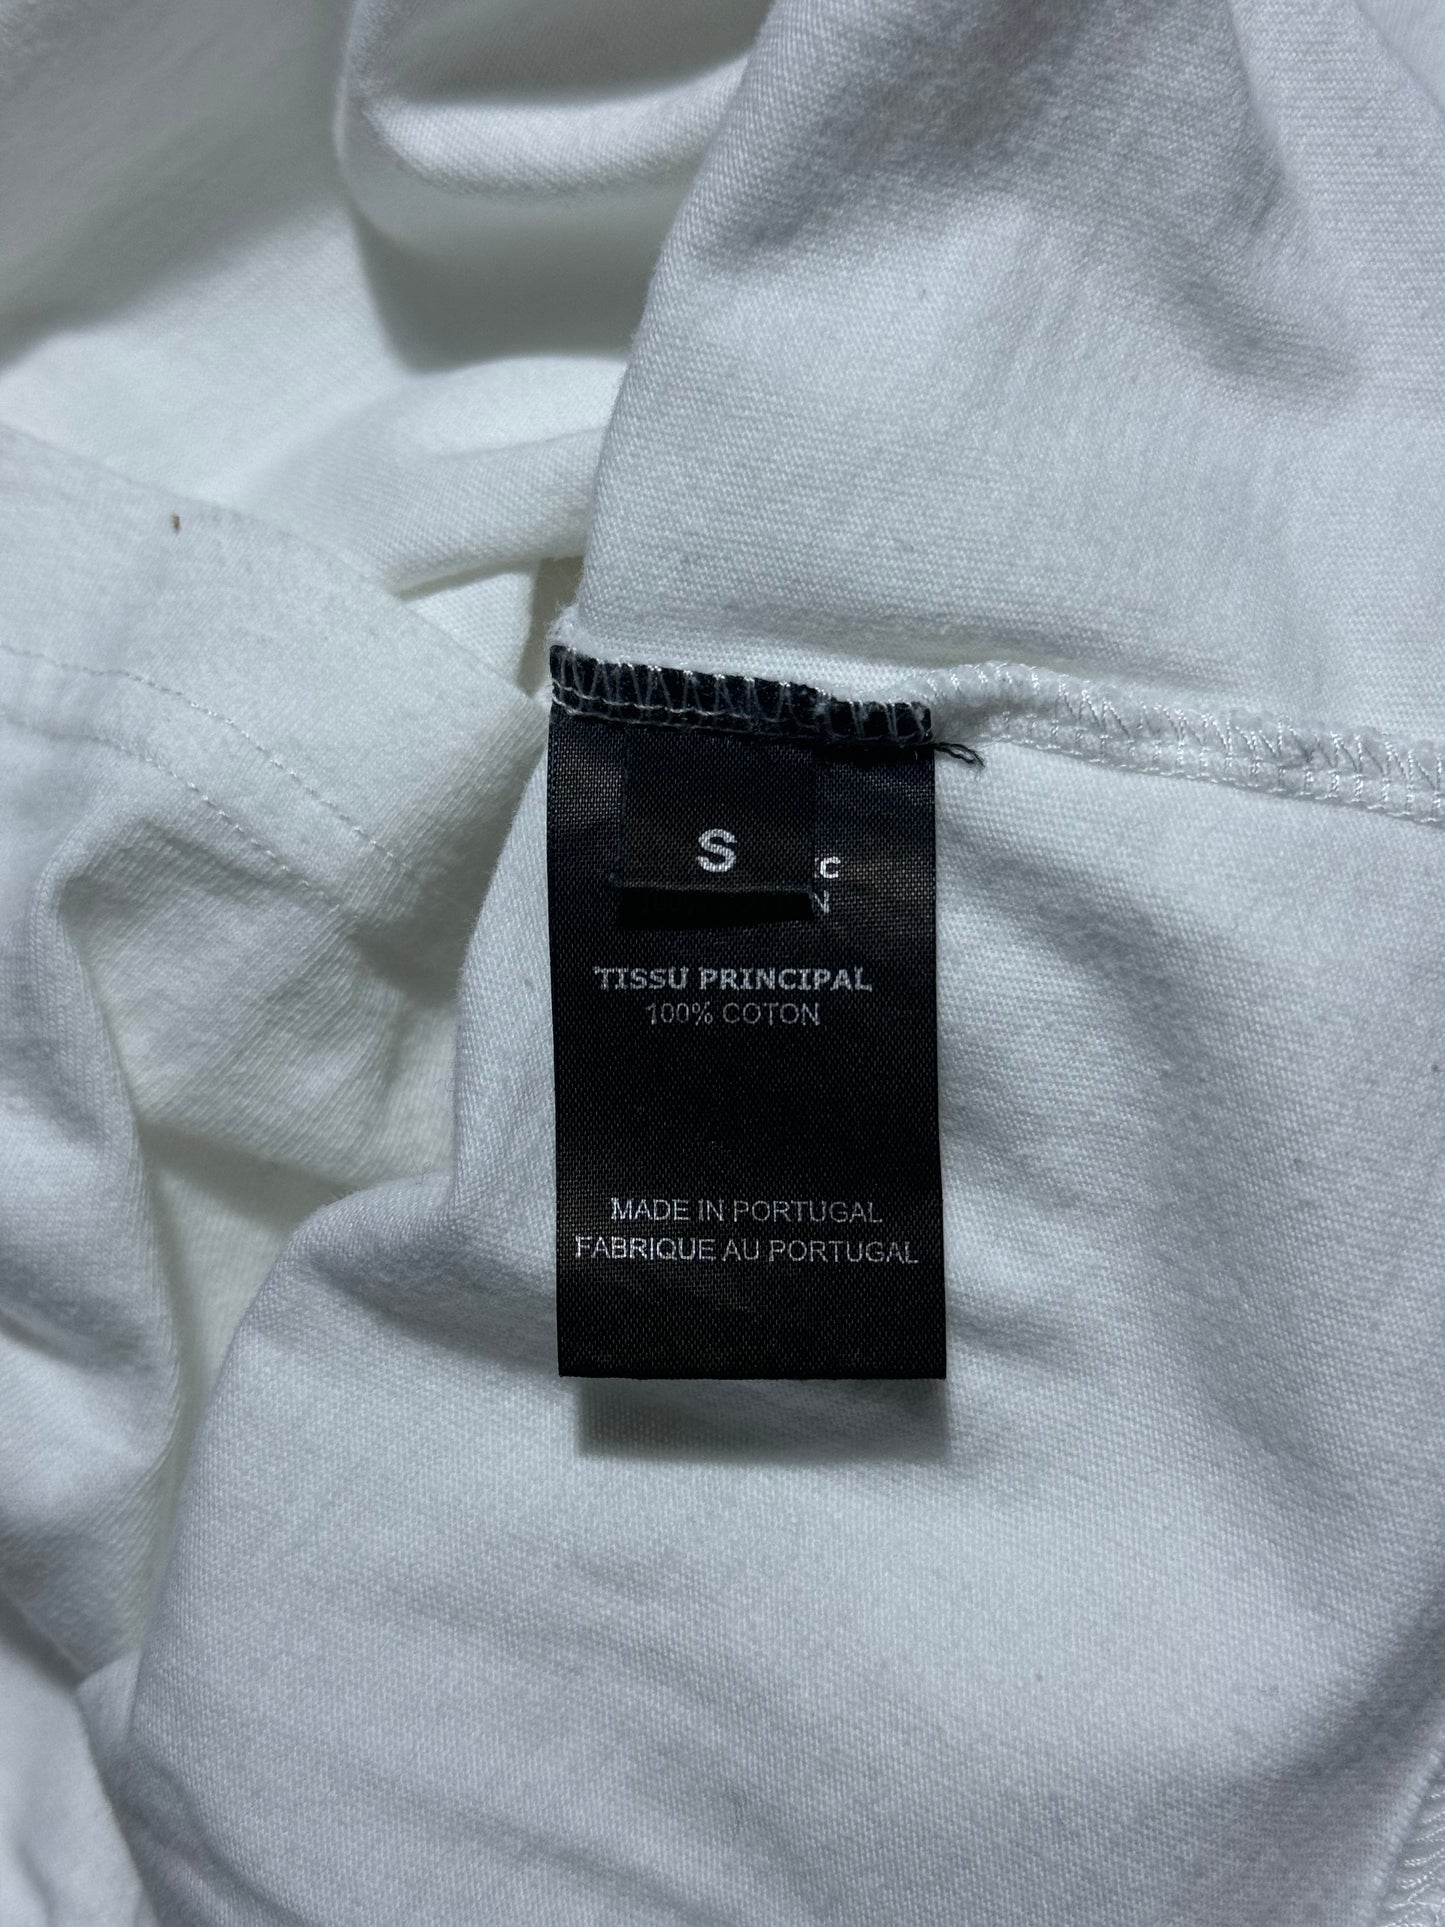 S
TISSU PRINCIPAL
100% COTON
MADE IN PORTUGAL
FABRIQUE AU PORTUGAL